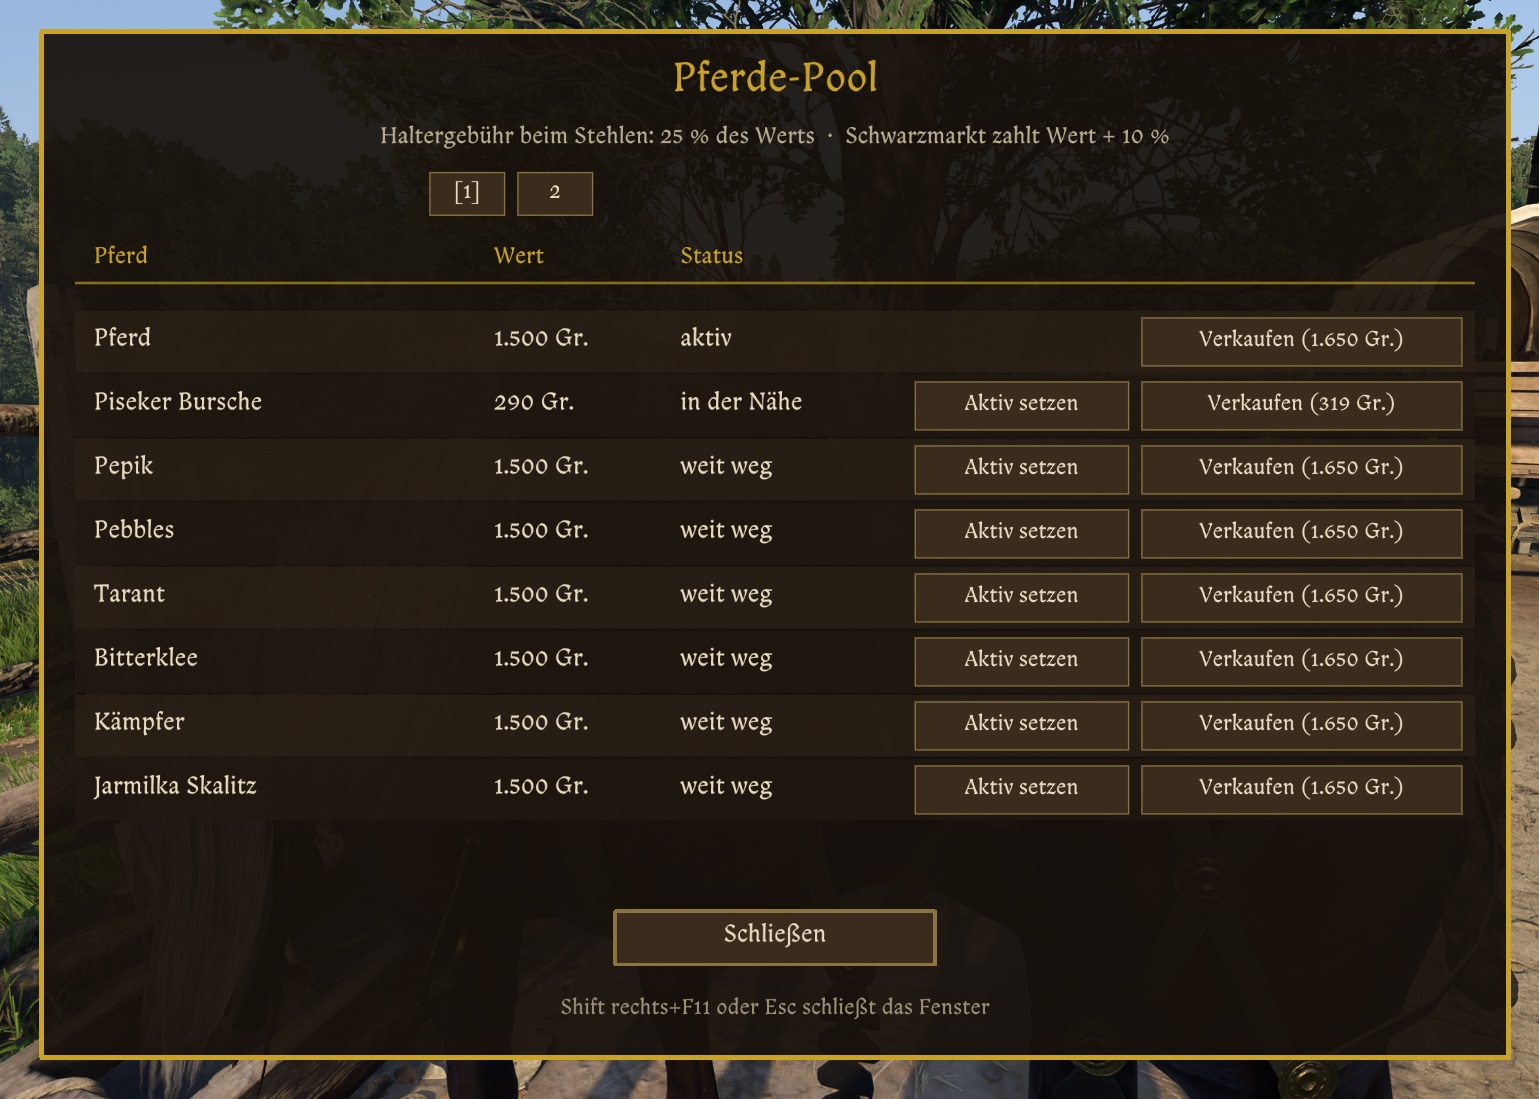 Pferde-Pool
Haltergebühr beim Stehlen: 25 % des Werts · Schwarzmarkt zahlt Wert + 10 %
[1] 2
Pferd Wert Status
Pferd 1.500 Gr. aktiv Verkaufen (1.650 Gr.)
Piseker Bursche 290 Gr. in der Nähe Aktiv setzen Verkaufen (319 Gr.)
Pepik 1.500 Gr. weit weg Aktiv setzen Verkaufen (1.650 Gr.)
Pebbles 1.500 Gr. weit weg Aktiv setzen Verkaufen (1.650 Gr.)
Tarant 1.500 Gr. weit weg Aktiv setzen Verkaufen (1.650 Gr.)
Bitterklee 1.500 Gr. weit weg Aktiv setzen Verkaufen (1.650 Gr.)
Kämpfer 1.500 Gr. weit weg Aktiv setzen Verkaufen (1.650 Gr.)
Jarmilka Skalitz 1.500 Gr. weit weg Aktiv setzen Verkaufen (1.650 Gr.)
Schließen
Shift rechts+F11 oder Esc schließt das Fenster